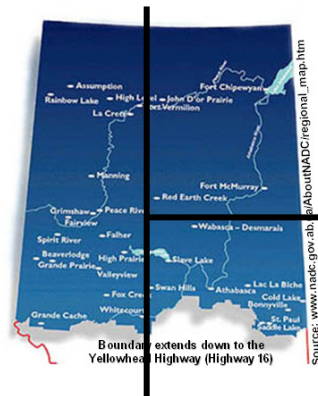 Assumption
Fort Chipewyan
Rainbow Lake
High Level
John D'or Prairie
Fort Vermilion
La Crete
Manning
Fort McMurray
Red Earth Creek
Grimshaw
Peace River
Fairview
Wabasca - Desmarais
Falher
Spirit River
Beaverlodge
High Prairie
Slave Lake
Grande Prairie
Valleyview
Swan Hills
Athabasca
Lac La Biche
Fox Creek
Cold Lake
Bonnyville
Whitecourt
Grande Cache
St. Paul
Saddle Lake
Boundary extends down to the
Yellowhead Highway (Highway 16)
Source: www.nadc.gov.ab.ca/AboutNADC/regional_map.htm